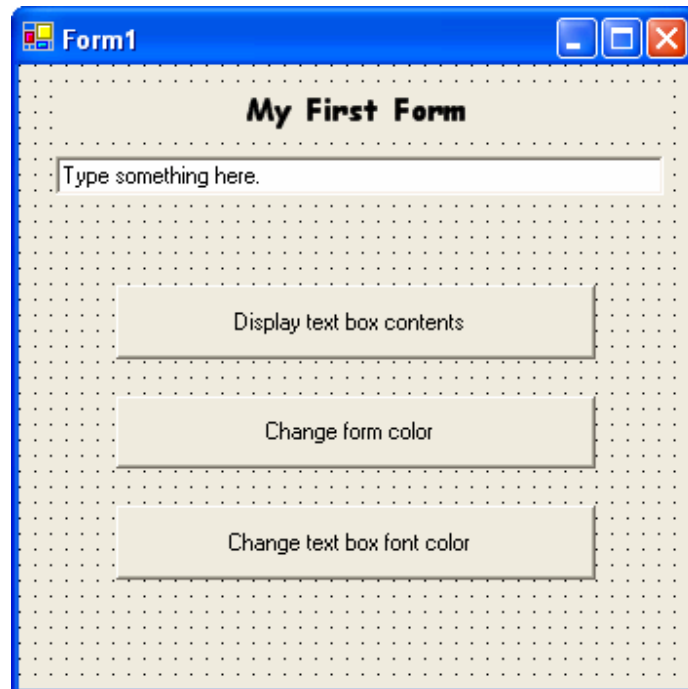 Form1
My First Form
Type something here.
Display text box contents
Change form color
Change text box font color